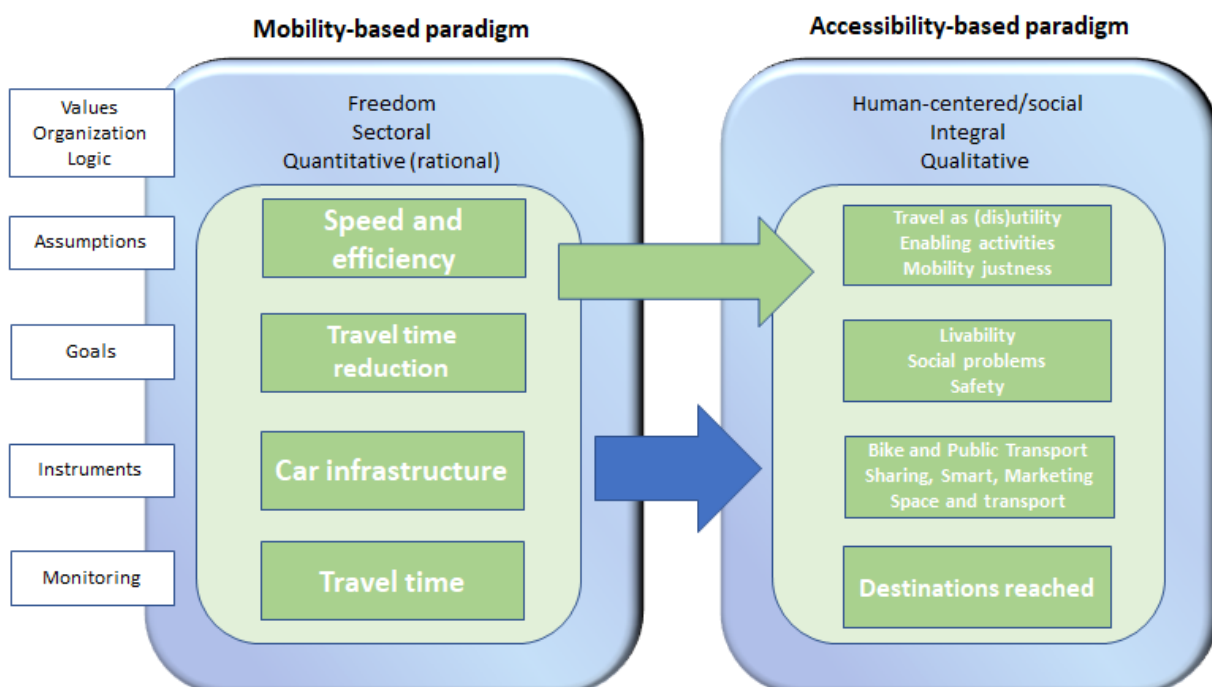 Mobility-based paradigm
Accessibility-based paradigm
Values
Organization
Logic
Freedom
Sectoral
Quantitative (rational)
Human-centered/social
Integral
Qualitative
Assumptions
Speed and
efficiency
Travel as (dis)utility
Enabling activities
Mobility justness
Goals
Travel time
reduction
Livability
Social problems
Safety
Instruments
Car infrastructure
Bike and Public Transport
Sharing, Smart, Marketing
Space and transport
Monitoring
Travel time
Destinations reached